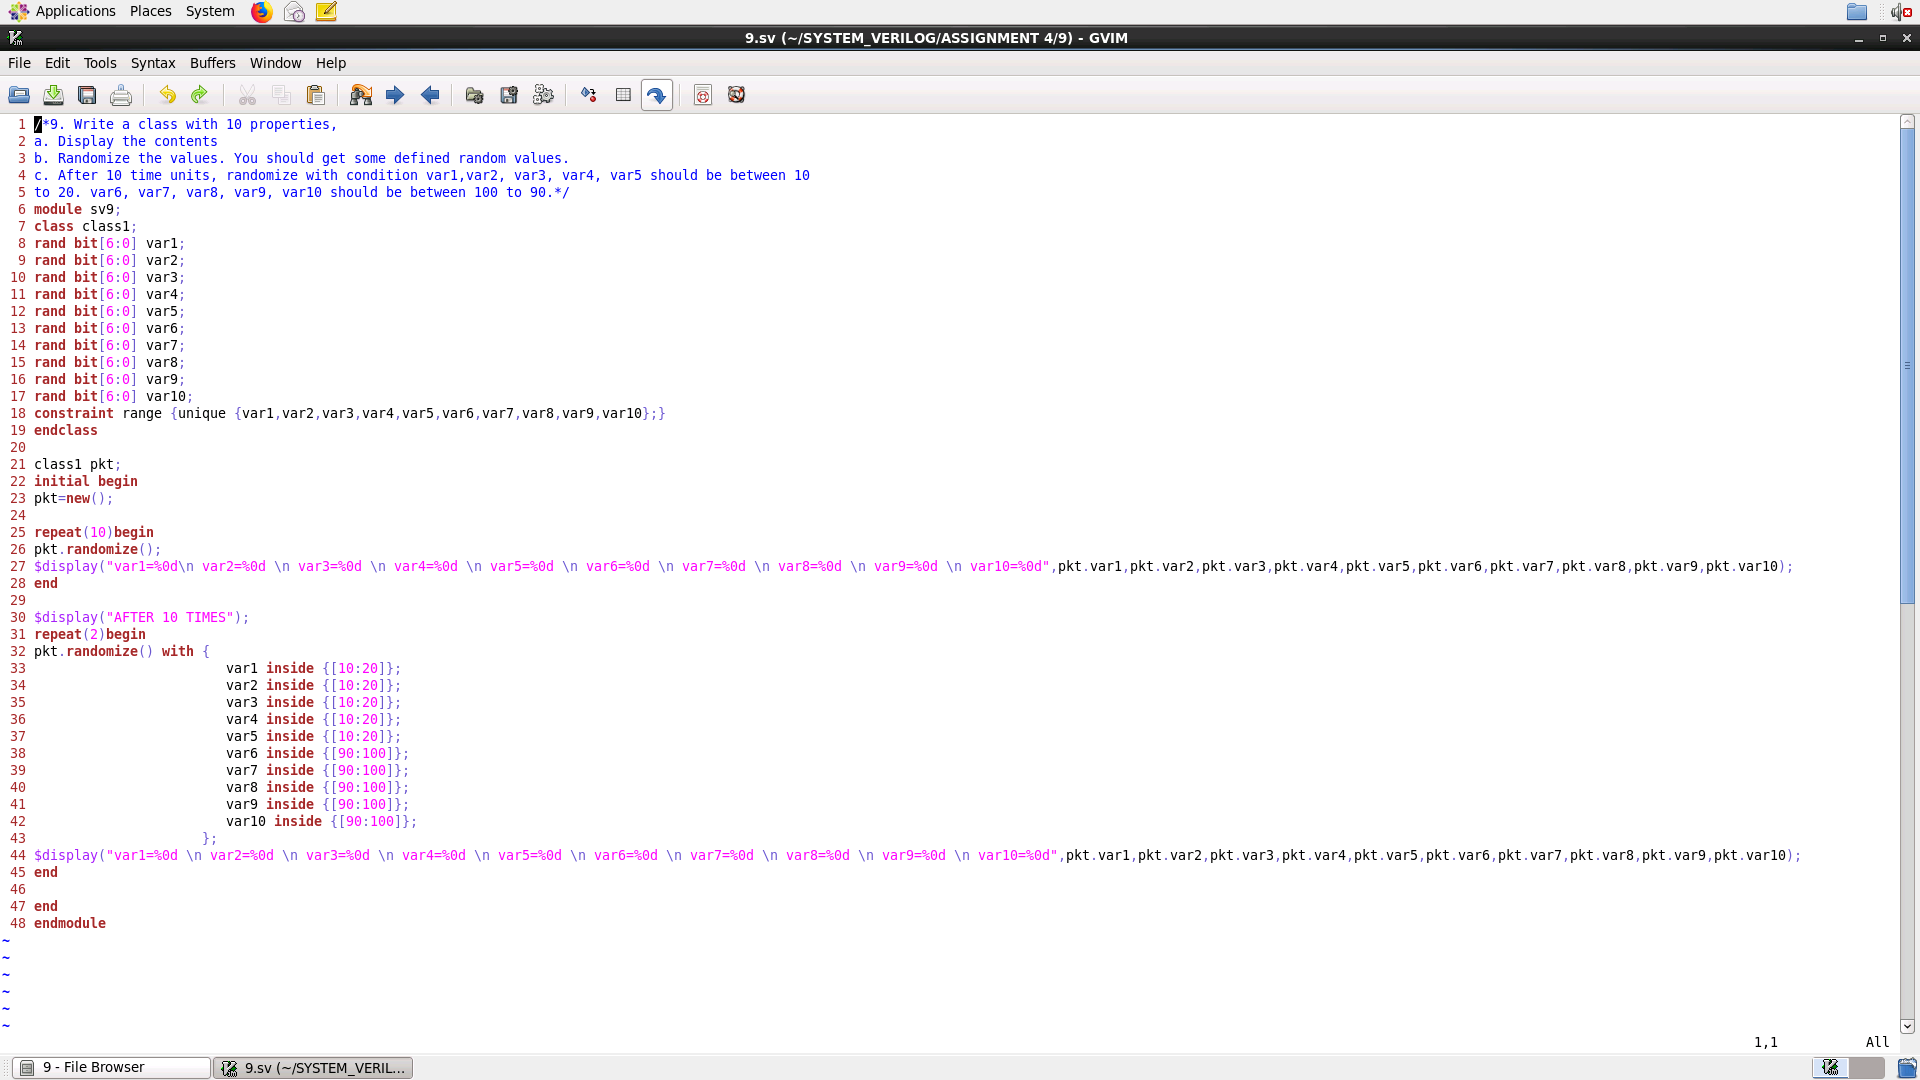 Applications Places System
9.sv (~/SYSTEM_VERILOG/ASSIGNMENT 4/9) - GVIM
File Edit Tools Syntax Buffers Window Help
1 /*9. Write a class with 10 properties,
2 a. Display the contents
3 b. Randomize the values. You should get some defined random values.
4 c. After 10 time units, randomize with condition var1,var2, var3, var4, var5 should be between 10
5 to 20. var6, var7, var8, var9, var10 should be between 100 to 90.*/
6 module sv9;
7 class class1;
8 rand bit[6:0] var1;
9 rand bit[6:0] var2;
10 rand bit[6:0] var3;
11 rand bit[6:0] var4;
12 rand bit[6:0] var5;
13 rand bit[6:0] var6;
14 rand bit[6:0] var7;
15 rand bit[6:0] var8;
16 rand bit[6:0] var9;
17 rand bit[6:0] var10;
18 constraint range {unique {var1,var2,var3,var4,var5,var6,var7,var8,var9,var10};}
19 endclass
20
21 class1 pkt;
22 initial begin
23 pkt=new();
24
25 repeat(10)begin
26 pkt.randomize();
27 $display("var1=%0d\n var2=%0d \n var3=%0d \n var4=%0d \n var5=%0d \n var6=%0d \n var7=%0d \n var8=%0d \n var9=%0d \n var10=%0d",pkt.var1,pkt.var2,pkt.var3,pkt.var4,pkt.var5,pkt.var6,pkt.var7,pkt.var8,pkt.var9,pkt.var10);
28 end
29
30 $display("AFTER 10 TIMES");
31 repeat(2)begin
32 pkt.randomize() with {
33 var1 inside {[10:20]};
34 var2 inside {[10:20]};
35 var3 inside {[10:20]};
36 var4 inside {[10:20]};
37 var5 inside {[10:20]};
38 var6 inside {[90:100]};
39 var7 inside {[90:100]};
40 var8 inside {[90:100]};
41 var9 inside {[90:100]};
42 var10 inside {[90:100]};
43 };
44 $display("var1=%0d \n var2=%0d \n var3=%0d \n var4=%0d \n var5=%0d \n var6=%0d \n var7=%0d \n var8=%0d \n var9=%0d \n var10=%0d",pkt.var1,pkt.var2,pkt.var3,pkt.var4,pkt.var5,pkt.var6,pkt.var7,pkt.var8,pkt.var9,pkt.var10);
45 end
46
47 end
48 endmodule
~
~
~
~
~
~
1,1 All
9 - File Browser 9.sv (~/SYSTEM_VERIL...